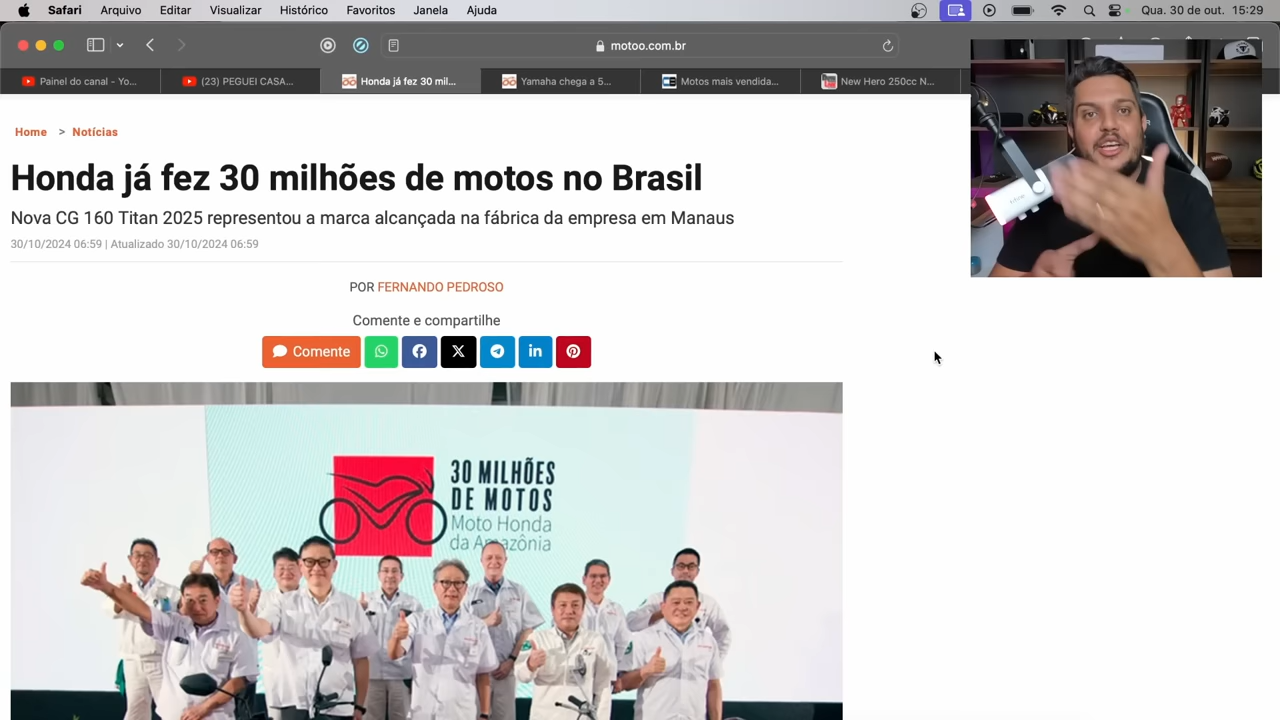 Safari Arquivo Editar Visualizar Histórico Favoritos Janela Ajuda
Qua. 30 de out. 15:29
motoo.com.br
Painel do canal - Yo...
(23) PEGUEI CASA...
Honda já fez 30 mil...
Yamaha chega a 5...
Motos mais vendida...
New Hero 250cc N...
Home > Notícias
Honda já fez 30 milhões de motos no Brasil
Nova CG 160 Titan 2025 representou a marca alcançada na fábrica da empresa em Manaus
30/10/2024 06:59 | Atualizado 30/10/2024 06:59
POR FERNANDO PEDROSO
Comente e compartilhe
Comente
30 MILHÕES
DE MOTOS
Moto Honda
da Amazônia